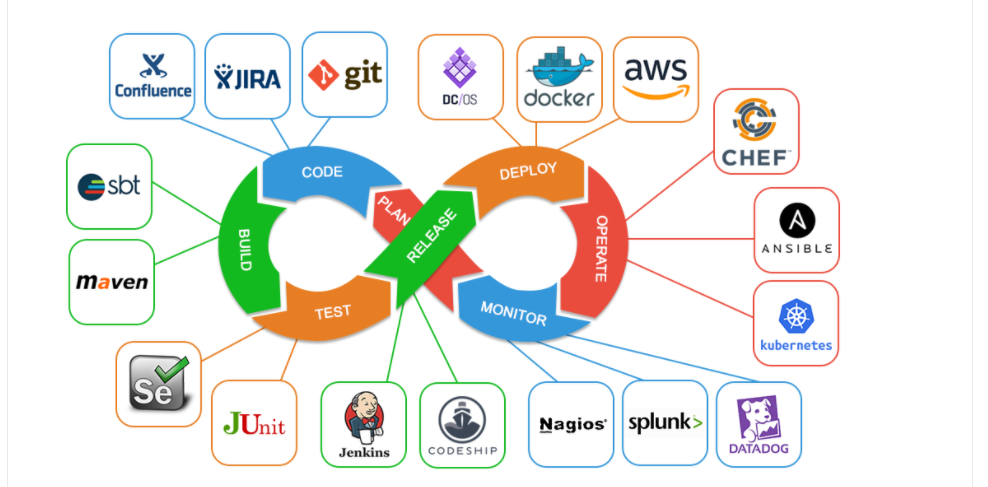 Confluence
JIRA
git
DC/OS
docker
aws
CHEF™
sbt
maven
CODE
PLAN
RELEASE
DEPLOY
OPERATE
BUILD
TEST
MONITOR
ANSIBLE
kubernetes
Se
JUnit
Jenkins
CODESHIP
Nagios®
splunk>
DATADOG